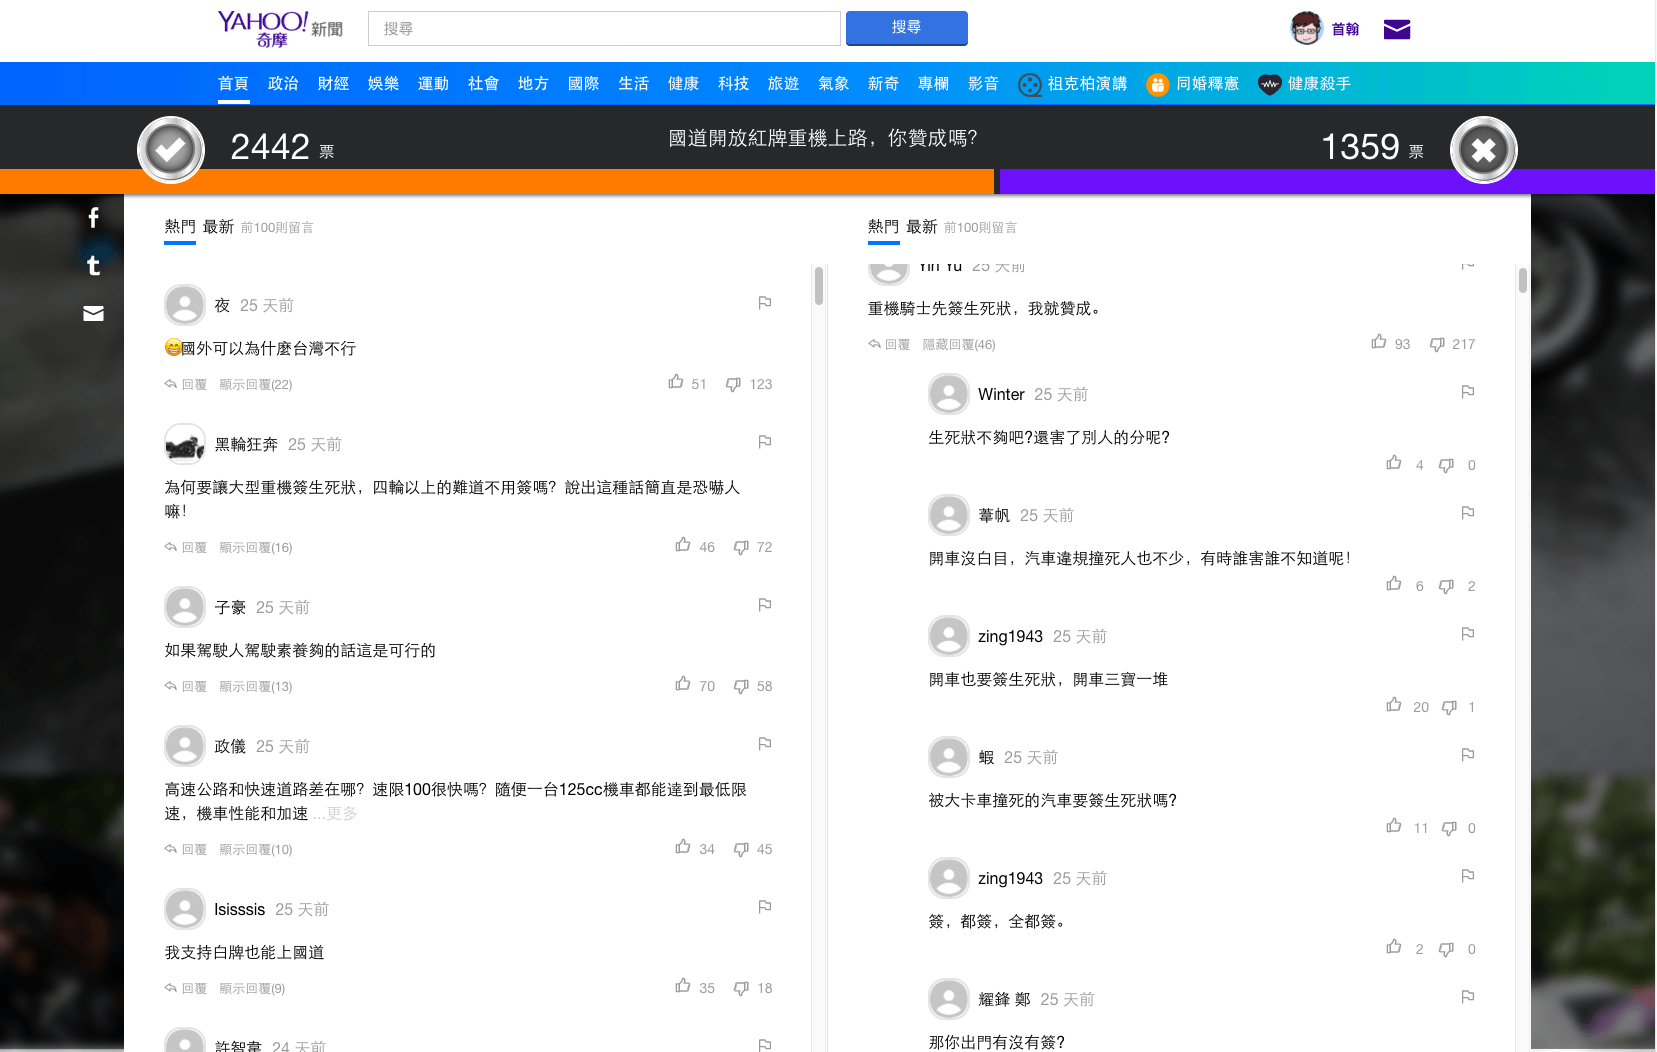 YAHOO!
奇摩
新聞
搜尋
搜尋
首翰
首頁 政治 財經 娛樂 運動 社會 地方 國際 生活 健康 科技 旅遊 氣象 新奇 專欄 影音 祖克柏演講 同婚釋憲 健康殺手
2442 票
國道開放紅牌重機上路，你贊成嗎？
1359 票
熱門 最新 前100則留言
夜 25 天前
😁國外可以為什麼台灣不行
回覆 顯示回覆(22) 51 123
黑輪狂奔 25 天前
為何要讓大型重機簽生死狀，四輪以上的難道不用簽嗎？說出這種話簡直是恐嚇人
嘛！
回覆 顯示回覆(16) 46 72
子豪 25 天前
如果駕駛人駕駛素養夠的話這是可行的
回覆 顯示回覆(13) 70 58
政儀 25 天前
高速公路和快速道路差在哪？速限100很快嗎？隨便一台125cc機車都能達到最低限
速，機車性能和加速 ...更多
回覆 顯示回覆(10) 34 45
Isisssis 25 天前
我支持白牌也能上國道
回覆 顯示回覆(9) 35 18
許智韋 24 天前
熱門 最新 前100則留言
Yin Yu 25 天前
重機騎士先簽生死狀，我就贊成。
回覆 隱藏回覆(46) 93 217
Winter 25 天前
生死狀不夠吧?還害了別人的分呢?
4 0
葦帆 25 天前
開車沒白目，汽車違規撞死人也不少，有時誰害誰不知道呢！
6 2
zing1943 25 天前
開車也要簽生死狀，開車三寶一堆
20 1
蝦 25 天前
被大卡車撞死的汽車要簽生死狀嗎?
11 0
zing1943 25 天前
簽，都簽，全都簽。
2 0
耀鋒 鄭 25 天前
那你出門有沒有簽?